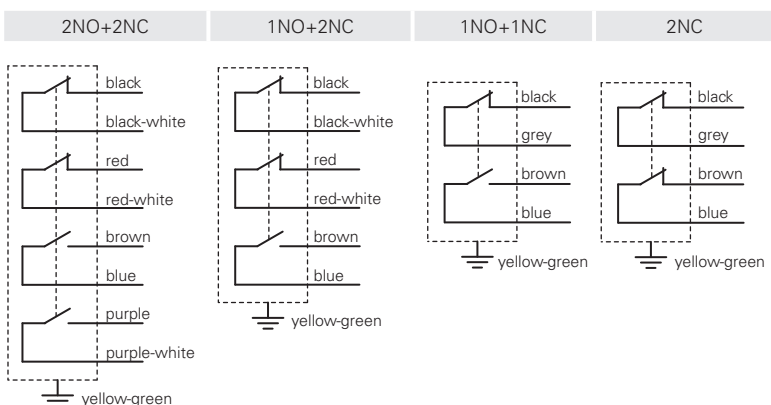 2NO+2NC
1NO+2NC
1NO+1NC
2NC
black
black-white
red
red-white
brown
blue
purple
purple-white
yellow-green
black
black-white
red
red-white
brown
blue
yellow-green
black
grey
brown
blue
yellow-green
black
grey
brown
blue
yellow-green